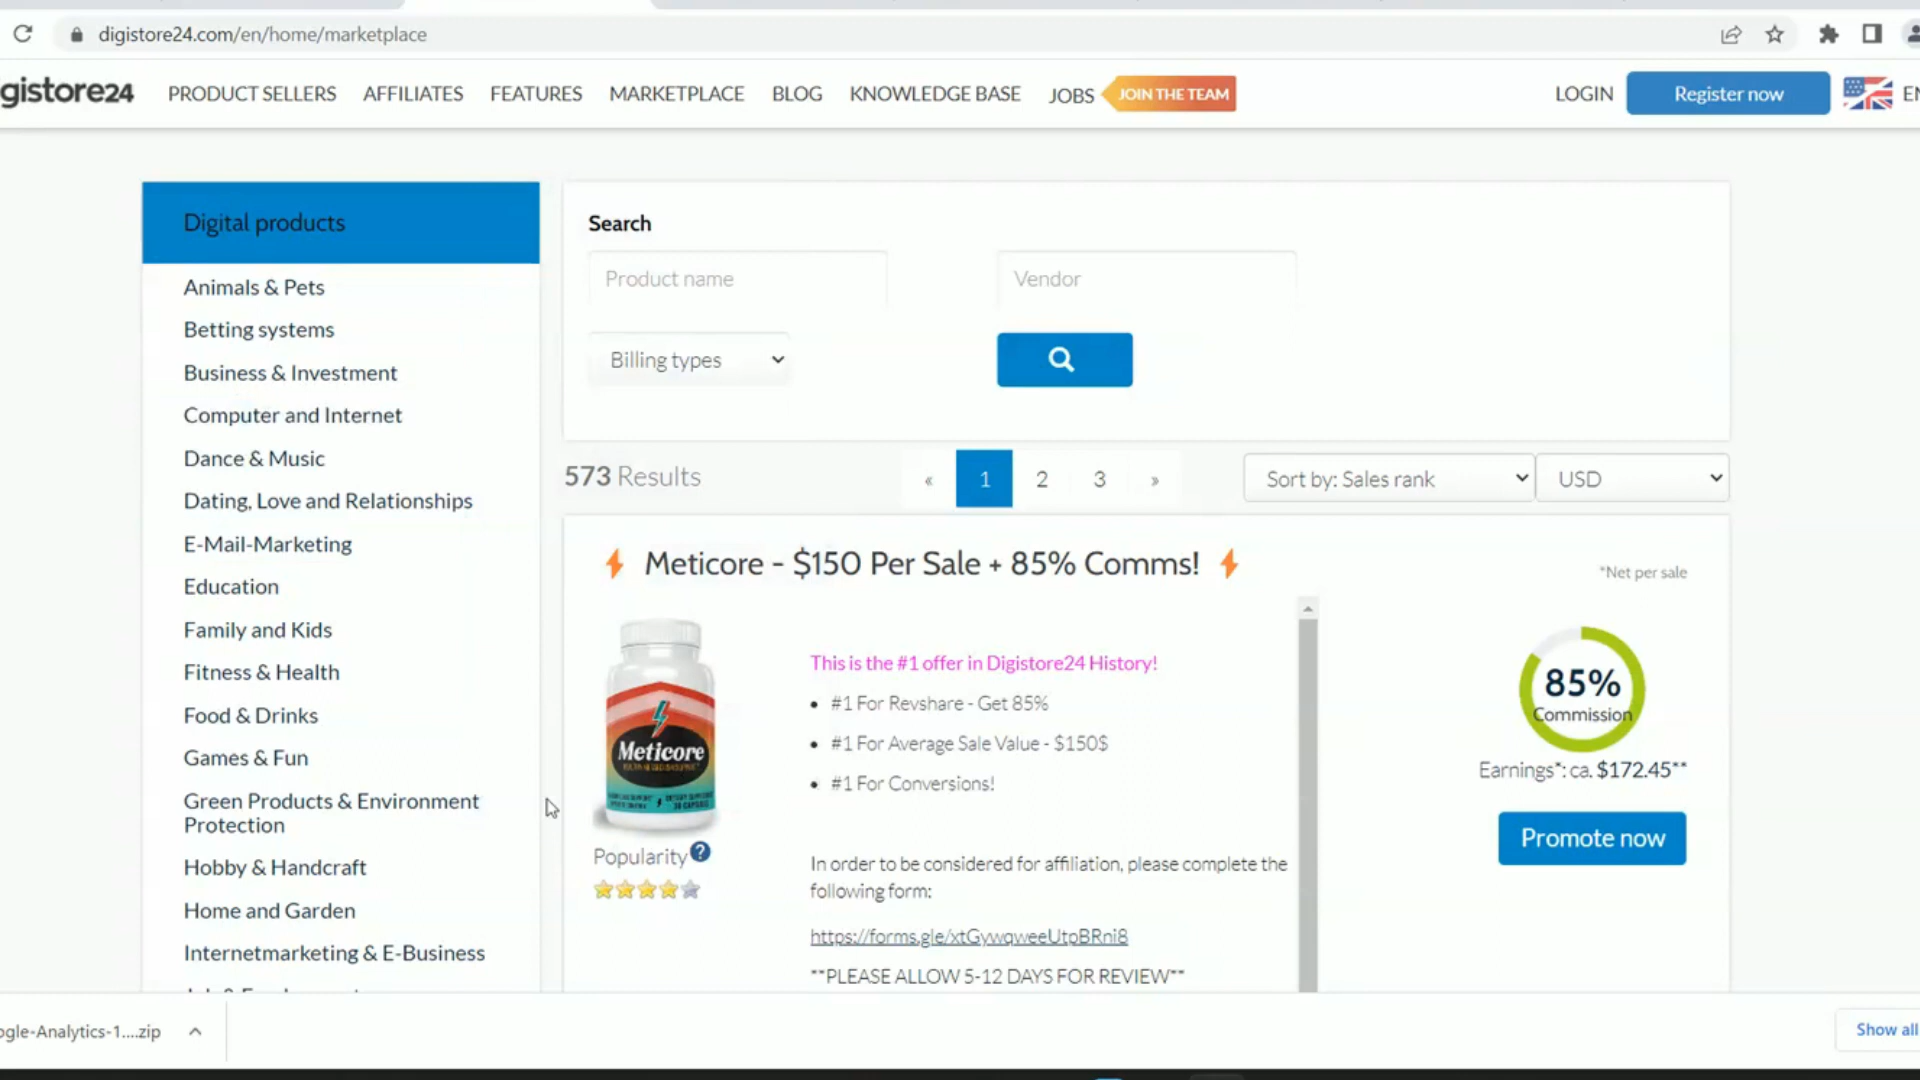 digistore24.com/en/home/marketplace
gistore24
PRODUCT SELLERS
AFFILIATES
FEATURES
MARKETPLACE
BLOG
KNOWLEDGE BASE
JOBS
JOIN THE TEAM
LOGIN
Register now
EN
Digital products
Animals & Pets
Betting systems
Business & Investment
Computer and Internet
Dance & Music
Dating, Love and Relationships
E-Mail-Marketing
Education
Family and Kids
Fitness & Health
Food & Drinks
Games & Fun
Green Products & Environment
Protection
Hobby & Handcraft
Home and Garden
Internetmarketing & E-Business
Search
Product name
Vendor
Billing types
573 Results
« 1 2 3 »
Sort by: Sales rank
USD
Meticore - $150 Per Sale + 85% Comms!
*Net per sale
Meticore
Popularity ?
This is the #1 offer in Digistore24 History!
• #1 For Revshare - Get 85%
• #1 For Average Sale Value - $150$
• #1 For Conversions!
In order to be considered for affiliation, please complete the
following form:
https://forms.gle/xtGywqweeUtpBRni8
**PLEASE ALLOW 5-12 DAYS FOR REVIEW**
85%
Commission
Earnings*: ca. $172.45**
Promote now
ogle-Analytics-1....zip
Show all